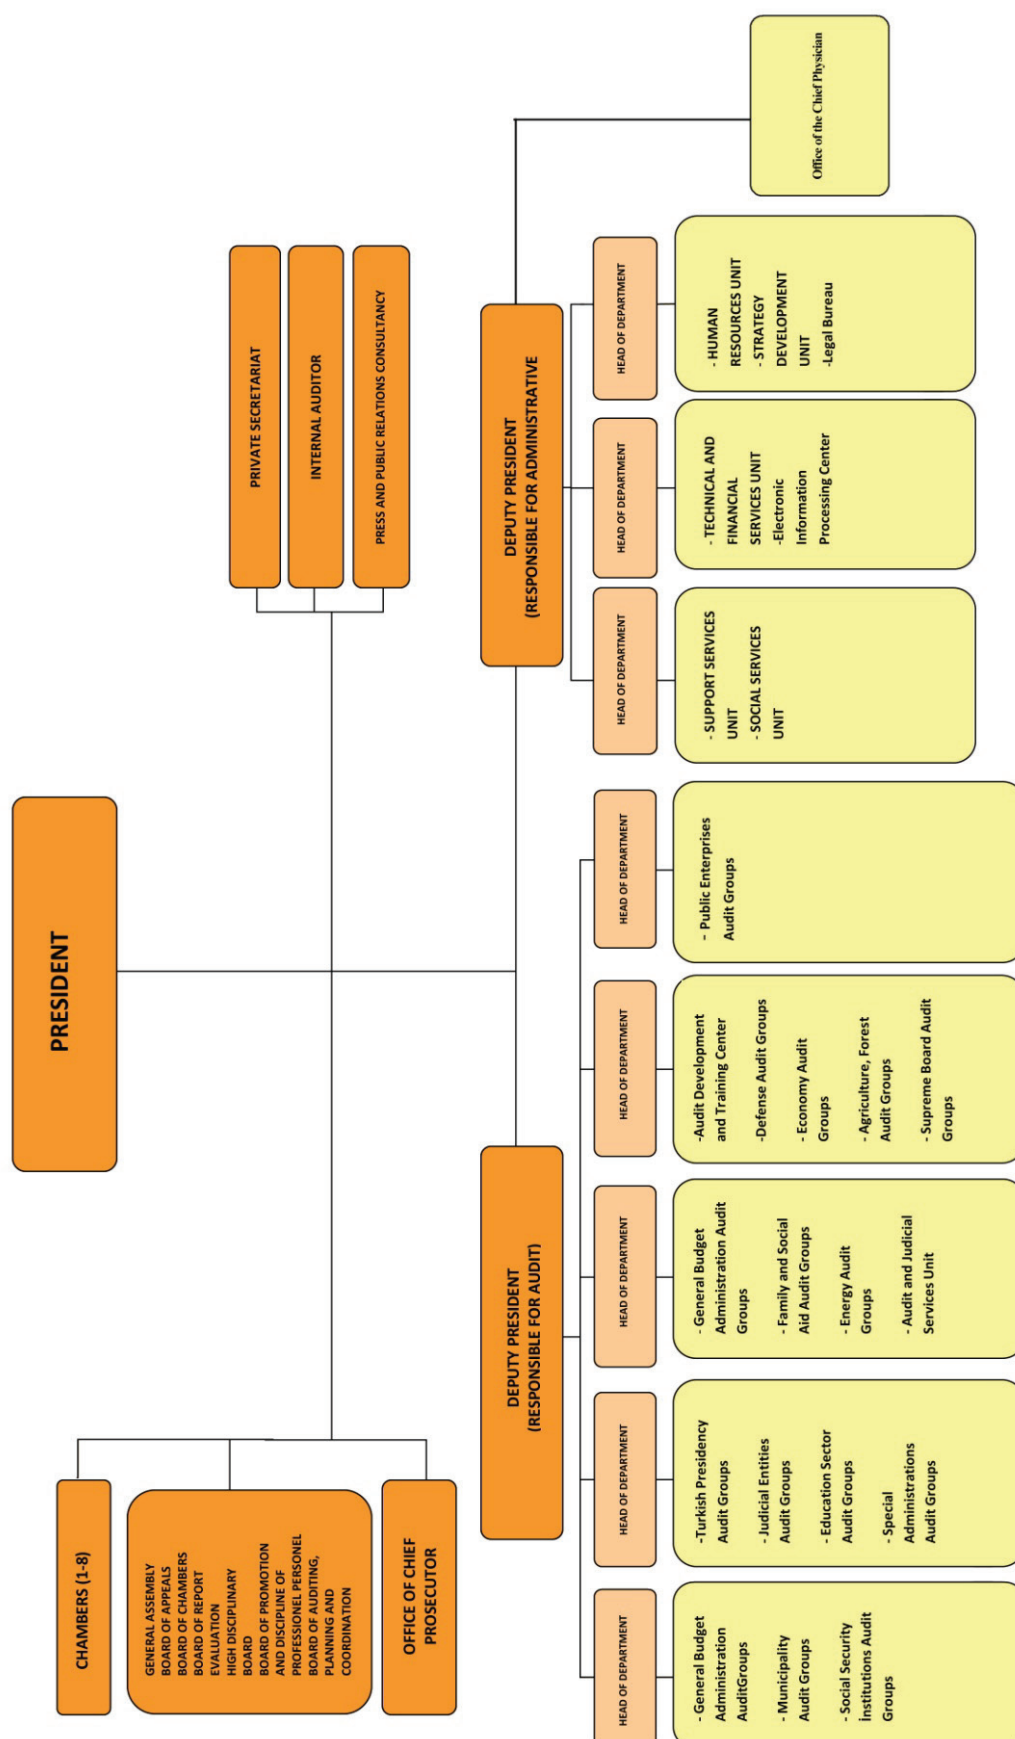 PRESIDENT
CHAMBERS (1-8)
GENERAL ASSEMBLY
BOARD OF APPEALS
BOARD OF CHAMBERS
BOARD OF REPORT
EVALUATION
HIGH DISCIPLINARY
BOARD
BOARD OF PROMOTION
AND DISCIPLINE OF
PROFESSIONEL PERSONEL
BOARD OF AUDITING,
PLANNING AND
COORDINATION
OFFICE OF CHIEF
PROSECUTOR
PRIVATE SECRETARIAT
INTERNAL AUDITOR
PRESS AND PUBLIC RELATIONS CONSULTANCY
DEPUTY PRESIDENT
(RESPONSIBLE FOR AUDIT)
DEPUTY PRESIDENT
(RESPONSIBLE FOR ADMINISTRATIVE
HEAD OF DEPARTMENT
HEAD OF DEPARTMENT
HEAD OF DEPARTMENT
HEAD OF DEPARTMENT
HEAD OF DEPARTMENT
HEAD OF DEPARTMENT
HEAD OF DEPARTMENT
HEAD OF DEPARTMENT
- General Budget
Administration
AuditGroups
- Municipality
Audit Groups
- Social Security
institutions Audit
Groups
-Turkish Presidency
Audit Groups
- Judicial Entities
Audit Groups
- Education Sector
Audit Groups
- Special
Administrations
Audit Groups
- General Budget
Administration Audit
Groups
- Family and Social
Aid Audit Groups
- Energy Audit
Groups
- Audit and Judicial
Services Unit
-Audit Development
and Training Center
-Defense Audit Groups
- Economy Audit
Groups
- Agriculture, Forest
Audit Groups
- Supreme Board Audit
Groups
- Public Enterprises
Audit Groups
- SUPPORT SERVICES
UNIT
- SOCIAL SERVICES
UNIT
- TECHNICAL AND
FINANCIAL
SERVICES UNIT
-Electronic
Information
Processing Center
- HUMAN
RESOURCES UNIT
- STRATEGY
DEVELOPMENT
UNIT
-Legal Bureau
Office of the Chief Physician